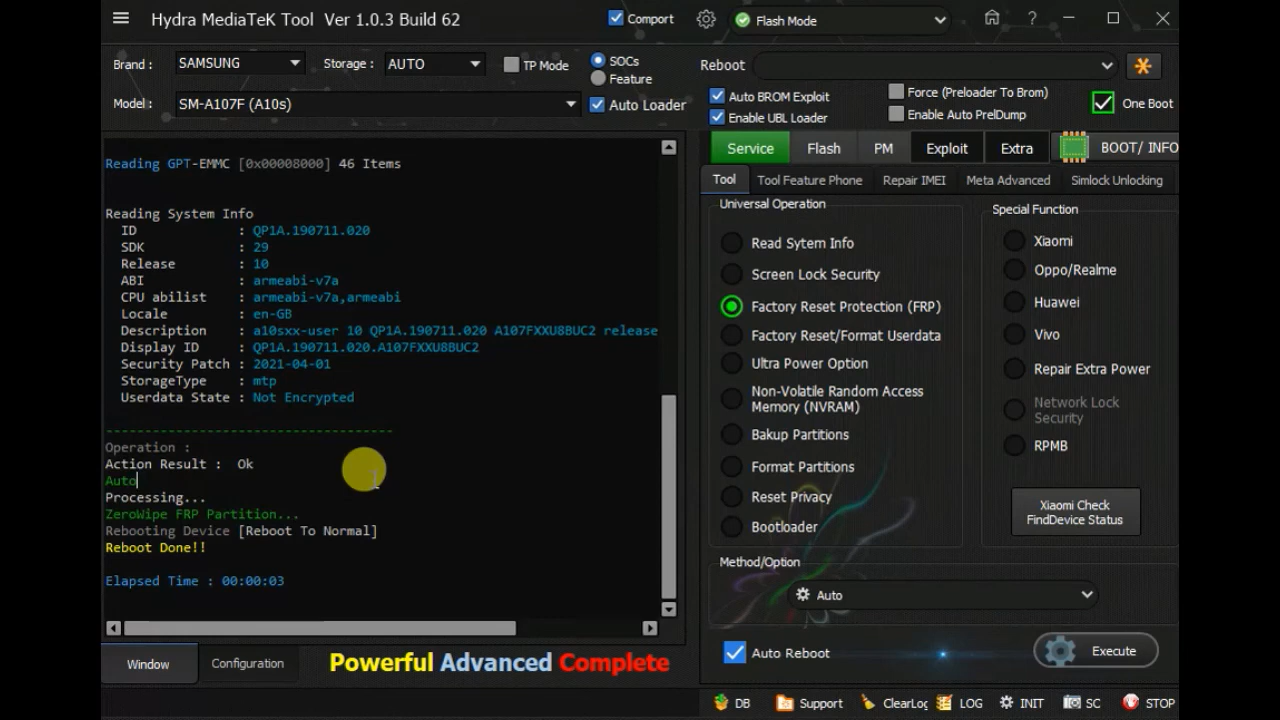 Hydra MediaTeK Tool Ver 1.0.3 Build 62
Comport
Flash Mode
?
Brand :
SAMSUNG
Storage :
AUTO
TP Mode
SOCs
Feature
Model :
SM-A107F (A10s)
Auto Loader
Reboot
Auto BROM Exploit
Force (Preloader To Brom)
Enable UBL Loader
Enable Auto PrelDump
One Boot
Service
Flash
PM
Exploit
Extra
BOOT/ INFO
Tool
Tool Feature Phone
Repair IMEI
Meta Advanced
Simlock Unlocking
Reading GPT-EMMC [0x00008000] 46 Items
Reading System Info
ID : QP1A.190711.020
SDK : 29
Release : 10
ABI : armeabi-v7a
CPU abilist : armeabi-v7a,armeabi
Locale : en-GB
Description : a10sxx-user 10 QP1A.190711.020 A107FXXU8BUC2 release
Display ID : QP1A.190711.020.A107FXXU8BUC2
Security Patch : 2021-04-01
StorageType : mtp
Userdata State : Not Encrypted
-------------------------------------
Operation :
Action Result : Ok
Auto
Processing...
ZeroWipe FRP Partition...
Rebooting Device [Reboot To Normal]
Reboot Done!!
Elapsed Time : 00:00:03
Universal Operation
Read Sytem Info
Screen Lock Security
Factory Reset Protection (FRP)
Factory Reset/Format Userdata
Ultra Power Option
Non-Volatile Random Access
Memory (NVRAM)
Bakup Partitions
Format Partitions
Reset Privacy
Bootloader
Special Function
Xiaomi
Oppo/Realme
Huawei
Vivo
Repair Extra Power
Network Lock
Security
RPMB
Xiaomi Check
FindDevice Status
Method/Option
Auto
Auto Reboot
Execute
Window
Configuration
Powerful Advanced Complete
DB
Support
ClearLog
LOG
INIT
SC
STOP